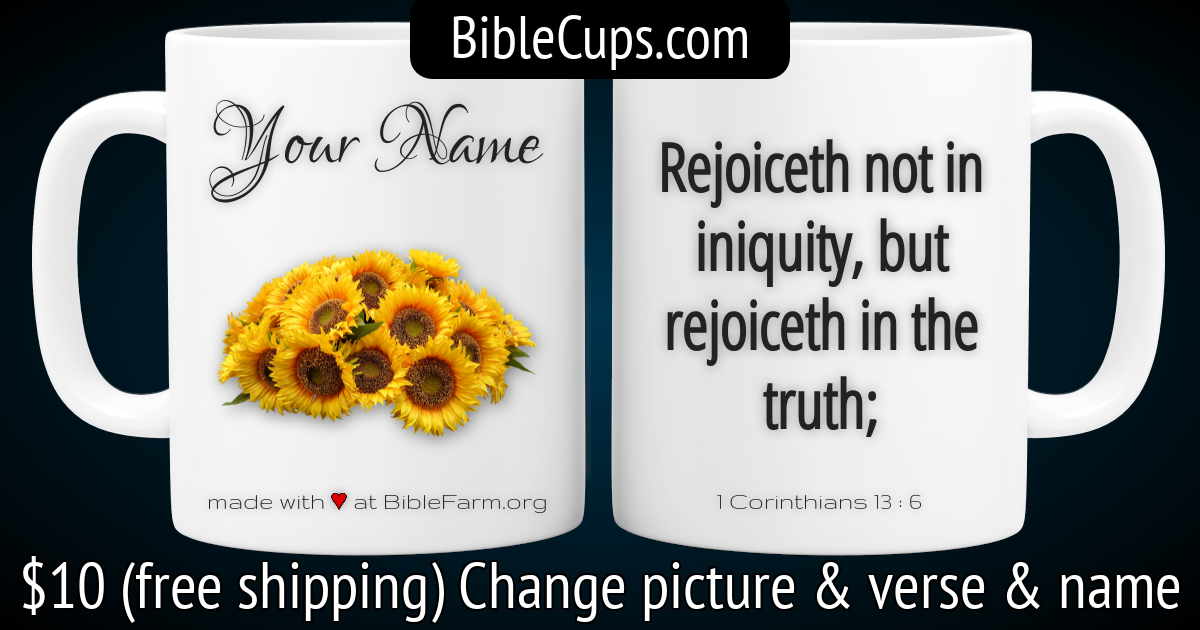 BibleCups.com
Your Name
made with ♥ at BibleFarm.org
Rejoiceth not in
iniquity, but
rejoiceth in the
truth;
1 Corinthians 13 : 6
$10 (free shipping) Change picture & verse & name